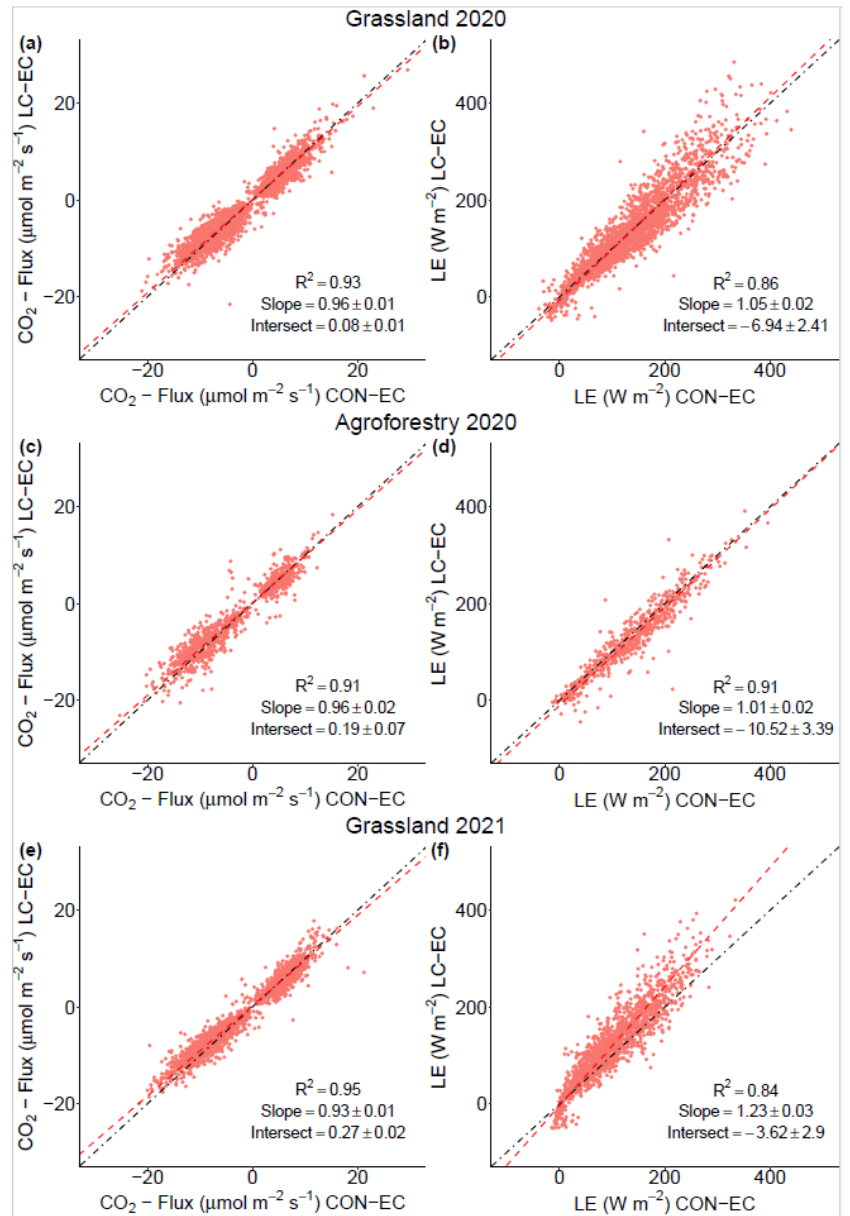 Grassland 2020
(a)
CO₂ − Flux (μmol m⁻² s⁻¹) LC−EC
20
0
−20
R² = 0.93
Slope = 0.96 ± 0.01
Intersect = 0.08 ± 0.01
−20 0 20
CO₂ − Flux (μmol m⁻² s⁻¹) CON−EC
(b)
LE (W m⁻²) LC−EC
400
200
0
R² = 0.86
Slope = 1.05 ± 0.02
Intersect = −6.94 ± 2.41
0 200 400
LE (W m⁻²) CON−EC
Agroforestry 2020
(c)
CO₂ − Flux (μmol m⁻² s⁻¹) LC−EC
20
0
−20
R² = 0.91
Slope = 0.96 ± 0.02
Intersect = 0.19 ± 0.07
−20 0 20
CO₂ − Flux (μmol m⁻² s⁻¹) CON−EC
(d)
LE (W m⁻²) LC−EC
400
200
0
R² = 0.91
Slope = 1.01 ± 0.02
Intersect = −10.52 ± 3.39
0 200 400
LE (W m⁻²) CON−EC
Grassland 2021
(e)
CO₂ − Flux (μmol m⁻² s⁻¹) LC−EC
20
0
−20
R² = 0.95
Slope = 0.93 ± 0.01
Intersect = 0.27 ± 0.02
−20 0 20
CO₂ − Flux (μmol m⁻² s⁻¹) CON−EC
(f)
LE (W m⁻²) LC−EC
400
200
0
R² = 0.84
Slope = 1.23 ± 0.03
Intersect = −3.62 ± 2.9
0 200 400
LE (W m⁻²) CON−EC